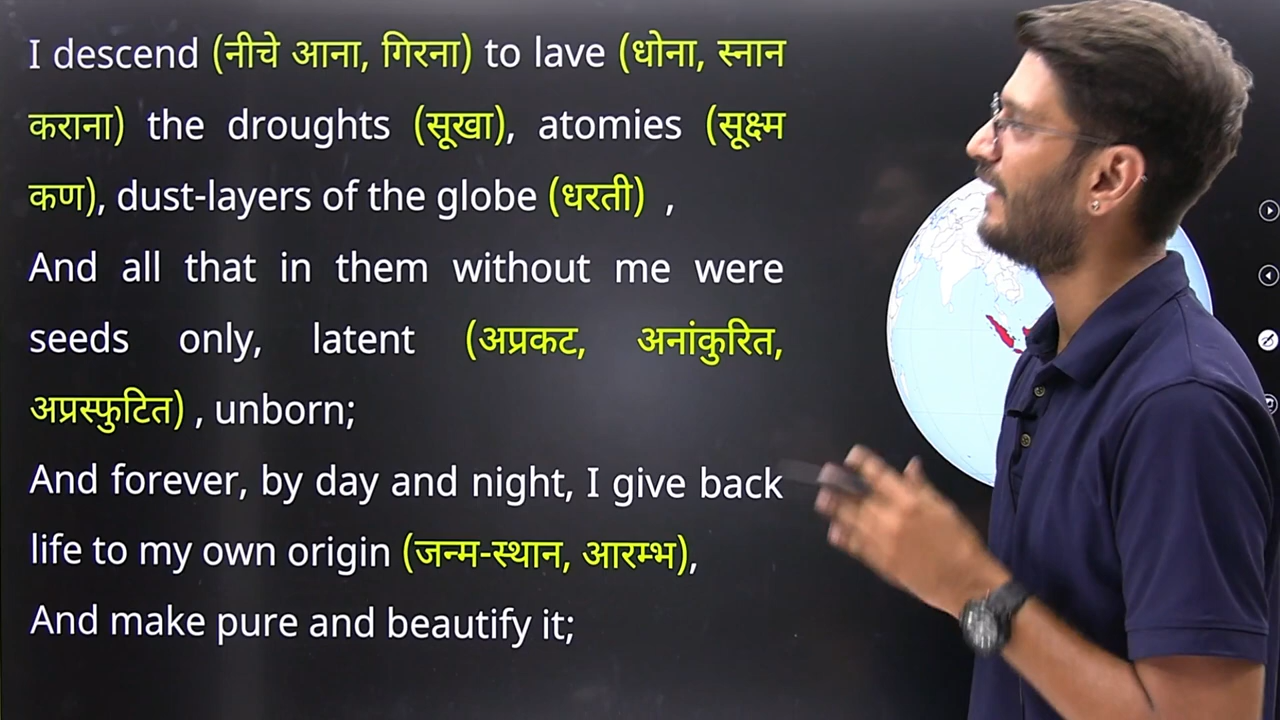 I descend (नीचे आना, गिरना) to lave (धोना, स्नान
कराना) the droughts (सूखा), atomies (सूक्ष्म
कण), dust-layers of the globe (धरती) ,
And all that in them without me were
seeds only, latent (अप्रकट, अनांकुरित,
अप्रस्फुटित) , unborn;
And forever, by day and night, I give back
life to my own origin (जन्म-स्थान, आरम्भ),
And make pure and beautify it;